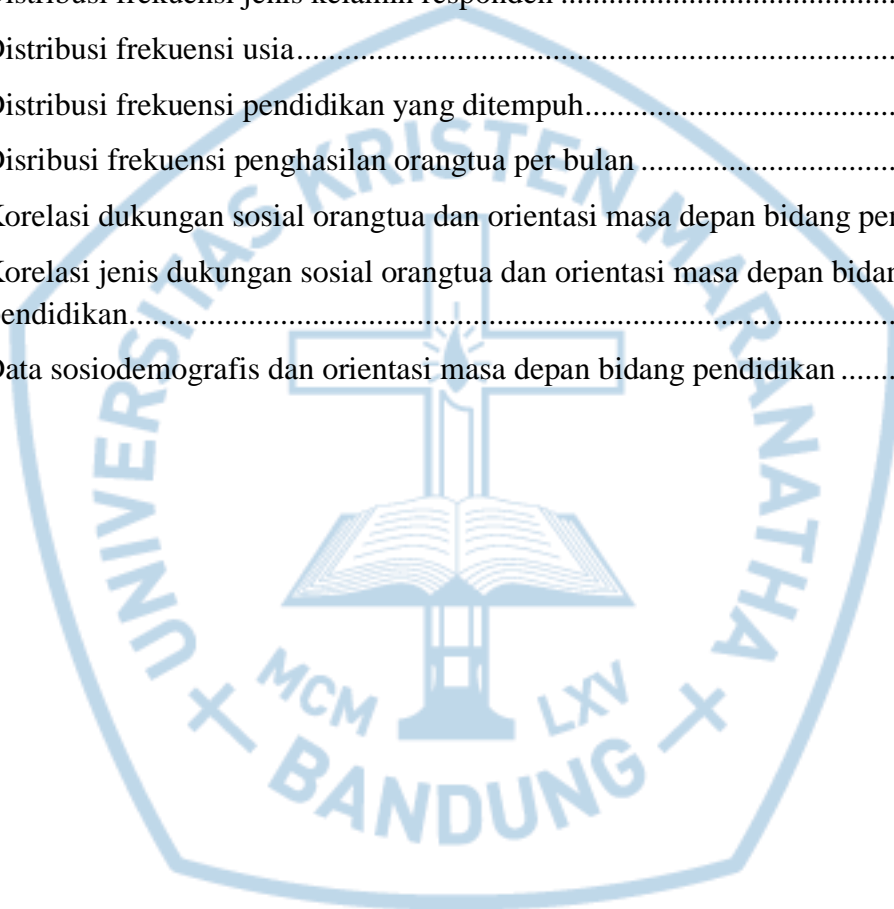 Distribusi frekuensi jenis kelamin responden
Distribusi frekuensi usia
Distribusi frekuensi pendidikan yang ditempuh
Disribusi frekuensi penghasilan orangtua per bulan
Korelasi dukungan sosial orangtua dan orientasi masa depan bidang
Korelasi jenis dukungan sosial orangtua dan orientasi masa depan
pendidikan
Data sosiodemografis dan orientasi masa depan bidang pendidikan
UNIVERSITAS KRISTEN MARANATHA
MCM LXV
BANDUNG